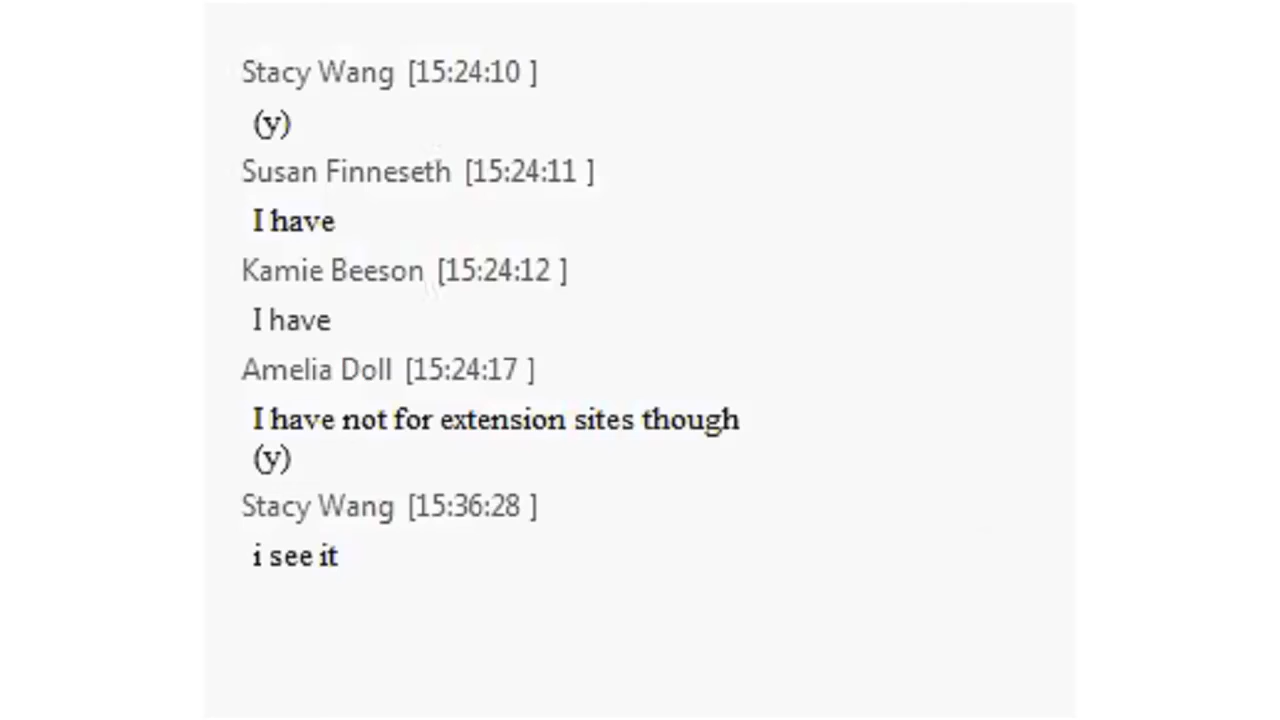 Stacy Wang [15:24:10 ]
(y)
Susan Finneseth [15:24:11 ]
I have
Kamie Beeson [15:24:12 ]
I have
Amelia Doll [15:24:17 ]
I have not for extension sites though
(y)
Stacy Wang [15:36:28 ]
i see it